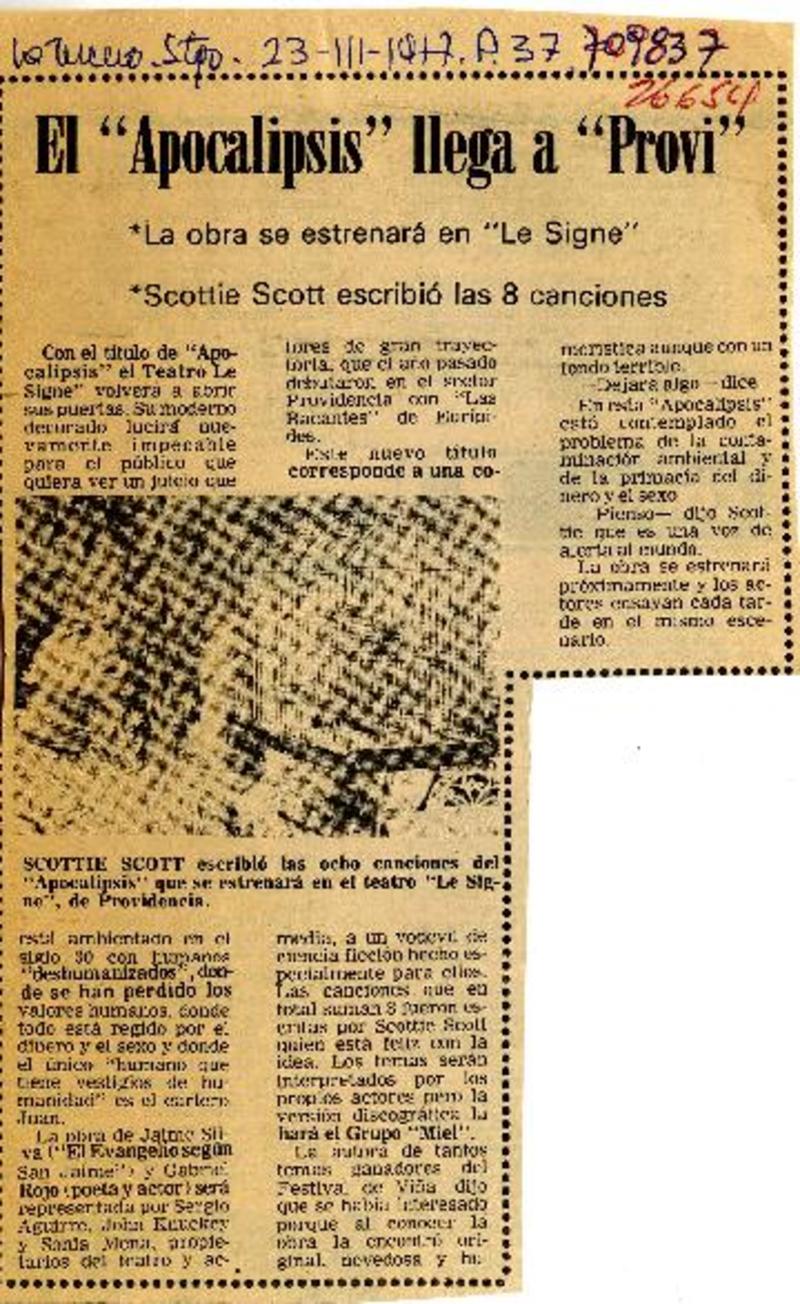 La Tercera Stgo. 23-III-1977. P. 37 709837
26654
El “Apocalipsis” llega a “Provi”
*La obra se estrenará en “Le Signe”
*Scottie Scott escribió las 8 canciones
Con el título de “Apo-
calipsis” el Teatro Le
Signe” volverá a abrir
sus puertas. Su moderno
decorado lucirá nue-
vamente impecable
para el público que
quiera ver un juicio que
está ambientado en el
siglo 30 con humanos
“deshumanizados”, don-
de se han perdido los
valores humanos, donde
todo está regido por el
dinero y el sexo y donde
el único “humano que
tiene vestigios de hu-
manidad” es el cartero
Juan.
La obra de Jaime Sil-
va (“El Evangelio según
San Jaime”) y Gabriel
Rojo (poeta y actor) será
representada por Sergio
Aguirre, John Knuckey
y Sonia Mena, propie-
tarios del teatro y ac-
tores de gran trayec-
toria, que el año pasado
debutaron en el sector
Providencia con “Las
Bacantes” de Eurípi-
des.
Este nuevo título
corresponde a una co-
media, a un vodevil de
ciencia ficción hecho es-
pecialmente para ellos.
Las canciones que en
total suman 8 fueron es-
critas por Scottie Scott
quien está feliz con la
idea. Los temas serán
interpretados por los
propios actores pero la
versión discográfica la
hará el Grupo “Miel”.
La autora de tantos
temas ganadores del
Festival de Viña dijo
que se había interesado
porque al conocer la
obra la encontró ori-
ginal, novedosa y hu-
morística aunque con un
fondo terrible.
—Dejará algo— dice
En esta “Apocalipsis”
está contemplado el
problema de la conta-
minación ambiental y
de la primacía del di-
nero y el sexo
—Pienso— dijo Scot-
tie que es una voz de
alerta al mundo.
La obra se estrenará
próximamente y los ac-
tores ensayan cada tar-
de en el mismo esce-
nario.
SCOTTIE SCOTT escribió las ocho canciones del
“Apocalipsis” que se estrenará en el teatro “Le Sig-
ne”, de Providencia.